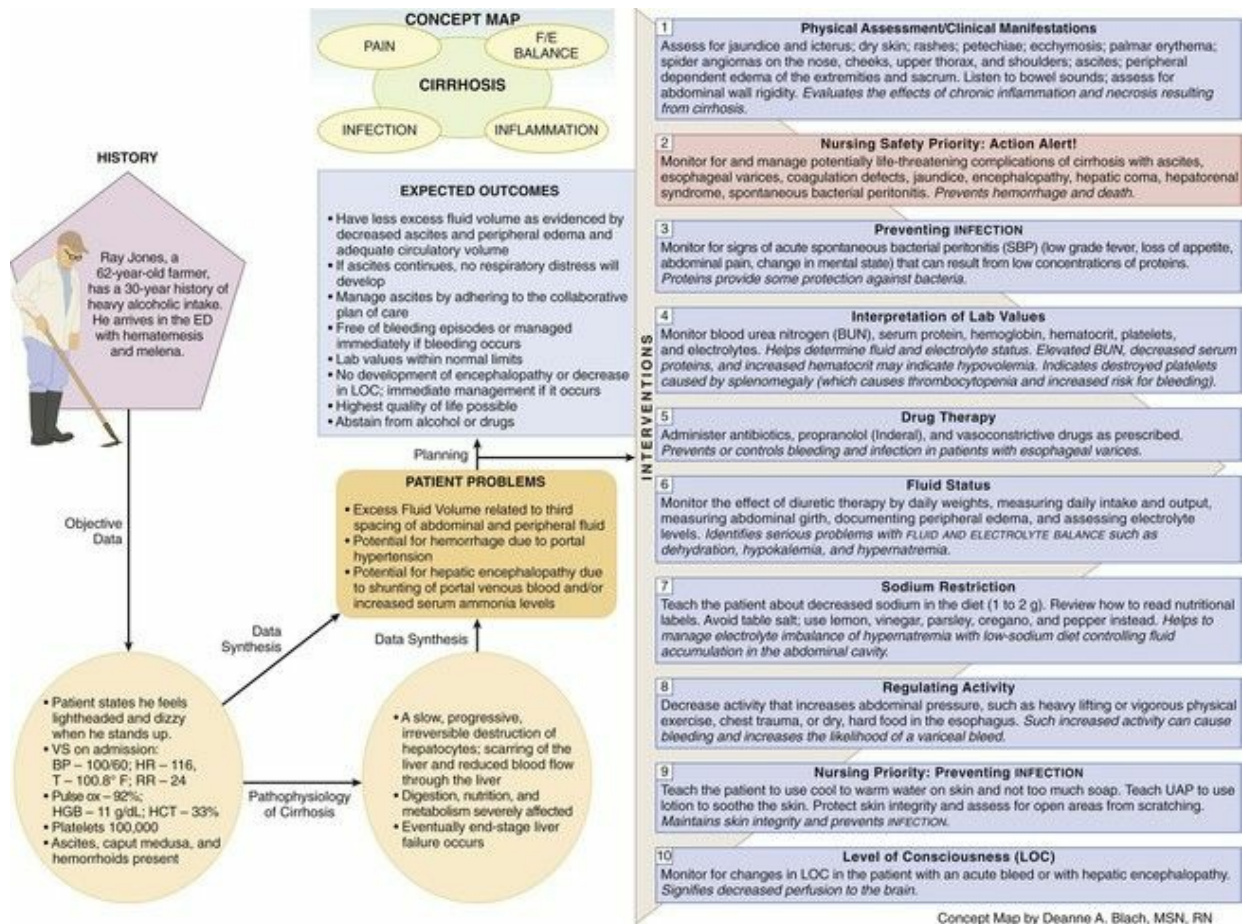 CONCEPT MAP
PAIN
F/E
BALANCE
CIRRHOSIS
INFECTION
INFLAMMATION
HISTORY
Ray Jones, a
62-year-old farmer,
has a 30-year history of
heavy alcoholic intake.
He arrives in the ED
with hematemesis
and melena.
Objective
Data
• Patient states he feels
lightheaded and dizzy
when he stands up.
• VS on admission:
BP – 100/60; HR – 116,
T – 100.8° F; RR – 24
• Pulse ox – 92%;
HGB – 11 g/dL; HCT – 33%
• Platelets 100,000
• Ascites, caput medusa, and
hemorrhoids present
Data
Synthesis
Pathophysiology
of Cirrhosis
• A slow, progressive,
irreversible destruction of
hepatocytes; scarring of the
liver and reduced blood flow
through the liver
• Digestion, nutrition, and
metabolism severely affected
• Eventually end-stage liver
failure occurs
Data Synthesis
PATIENT PROBLEMS
• Excess Fluid Volume related to third
spacing of abdominal and peripheral fluid
• Potential for hemorrhage due to portal
hypertension
• Potential for hepatic encephalopathy due
to shunting of portal venous blood and/or
increased serum ammonia levels
Planning
EXPECTED OUTCOMES
• Have less excess fluid volume as evidenced by
decreased ascites and peripheral edema and
adequate circulatory volume
• If ascites continues, no respiratory distress will
develop
• Manage ascites by adhering to the collaborative
plan of care
• Free of bleeding episodes or managed
immediately if bleeding occurs
• Lab values within normal limits
• No development of encephalopathy or decrease
in LOC; immediate management if it occurs
• Highest quality of life possible
• Abstain from alcohol or drugs
INTERVENTIONS
1 Physical Assessment/Clinical Manifestations
Assess for jaundice and icterus; dry skin; rashes; petechiae; ecchymosis; palmar erythema;
spider angiomas on the nose, cheeks, upper thorax, and shoulders; ascites; peripheral
dependent edema of the extremities and sacrum. Listen to bowel sounds; assess for
abdominal wall rigidity. Evaluates the effects of chronic inflammation and necrosis resulting
from cirrhosis.
2 Nursing Safety Priority: Action Alert!
Monitor for and manage potentially life-threatening complications of cirrhosis with ascites,
esophageal varices, coagulation defects, jaundice, encephalopathy, hepatic coma, hepatorenal
syndrome, spontaneous bacterial peritonitis. Prevents hemorrhage and death.
3 Preventing INFECTION
Monitor for signs of acute spontaneous bacterial peritonitis (SBP) (low grade fever, loss of appetite,
abdominal pain, change in mental state) that can result from low concentrations of proteins.
Proteins provide some protection against bacteria.
4 Interpretation of Lab Values
Monitor blood urea nitrogen (BUN), serum protein, hemoglobin, hematocrit, platelets,
and electrolytes. Helps determine fluid and electrolyte status. Elevated BUN, decreased serum
proteins, and increased hematocrit may indicate hypovolemia. Indicates destroyed platelets
caused by splenomegaly (which causes thrombocytopenia and increased risk for bleeding).
5 Drug Therapy
Administer antibiotics, propranolol (Inderal), and vasoconstrictive drugs as prescribed.
Prevents or controls bleeding and infection in patients with esophageal varices.
6 Fluid Status
Monitor the effect of diuretic therapy by daily weights, measuring daily intake and output,
measuring abdominal girth, documenting peripheral edema, and assessing electrolyte
levels. Identifies serious problems with FLUID AND ELECTROLYTE BALANCE such as
dehydration, hypokalemia, and hypernatremia.
7 Sodium Restriction
Teach the patient about decreased sodium in the diet (1 to 2 g). Review how to read nutritional
labels. Avoid table salt; use lemon, vinegar, parsley, oregano, and pepper instead. Helps to
manage electrolyte imbalance of hypernatremia with low-sodium diet controlling fluid
accumulation in the abdominal cavity.
8 Regulating Activity
Decrease activity that increases abdominal pressure, such as heavy lifting or vigorous physical
exercise, chest trauma, or dry, hard food in the esophagus. Such increased activity can cause
bleeding and increases the likelihood of a variceal bleed.
9 Nursing Priority: Preventing INFECTION
Teach the patient to use cool to warm water on skin and not too much soap. Teach UAP to use
lotion to soothe the skin. Protect skin integrity and assess for open areas from scratching.
Maintains skin integrity and prevents INFECTION.
10 Level of Consciousness (LOC)
Monitor for changes in LOC in the patient with an acute bleed or with hepatic encephalopathy.
Signifies decreased perfusion to the brain.
Concept Map by Deanne A. Blach, MSN, RN